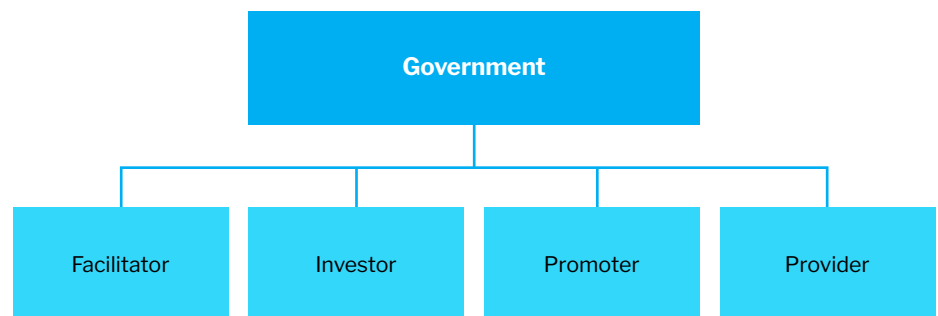 Government
Facilitator
Investor
Promoter
Provider